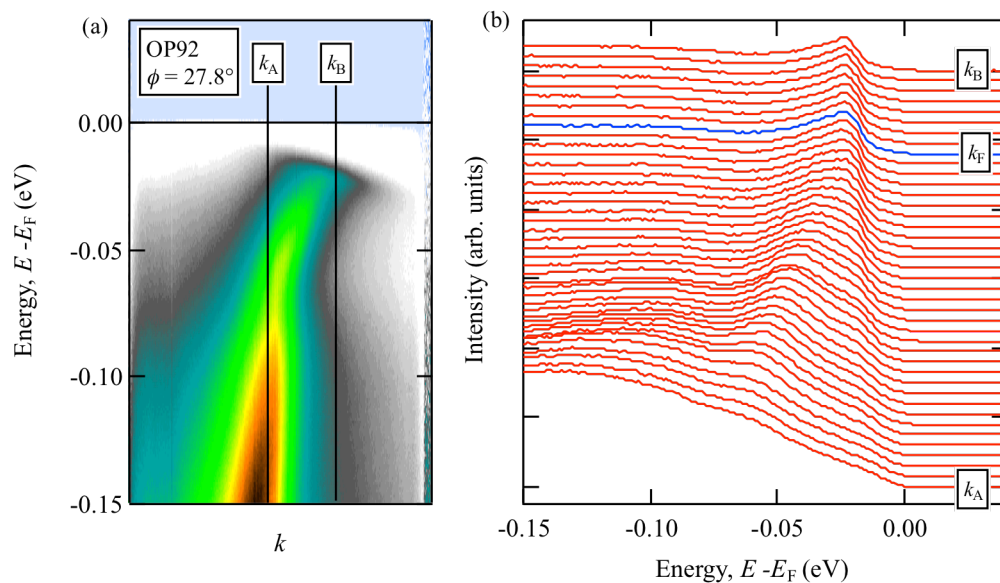 (a)
OP92
ϕ = 27.8°
kA
kB
0.00
-0.05
-0.10
-0.15
Energy, E -EF (eV)
k
(b)
kB
kF
kA
Intensity (arb. units)
-0.15
-0.10
-0.05
0.00
Energy, E -EF (eV)